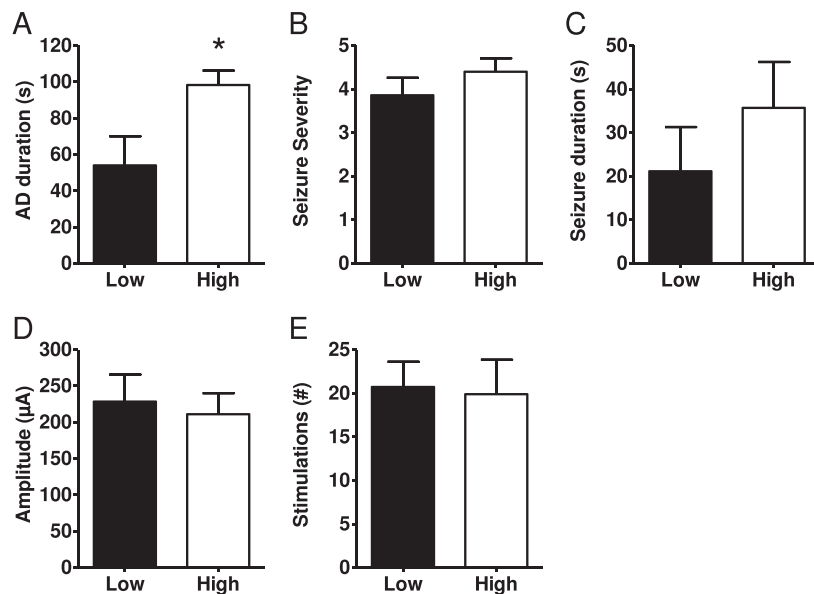 A
AD duration (s)
120
100
80
60
40
20
0
*
Low High
B
Seizure Severity
5
4
3
2
1
0
Low High
C
Seizure duration (s)
50
40
30
20
10
0
Low High
D
Amplitude (µA)
300
250
200
150
100
50
0
Low High
E
Stimulations (#)
25
20
15
10
5
0
Low High